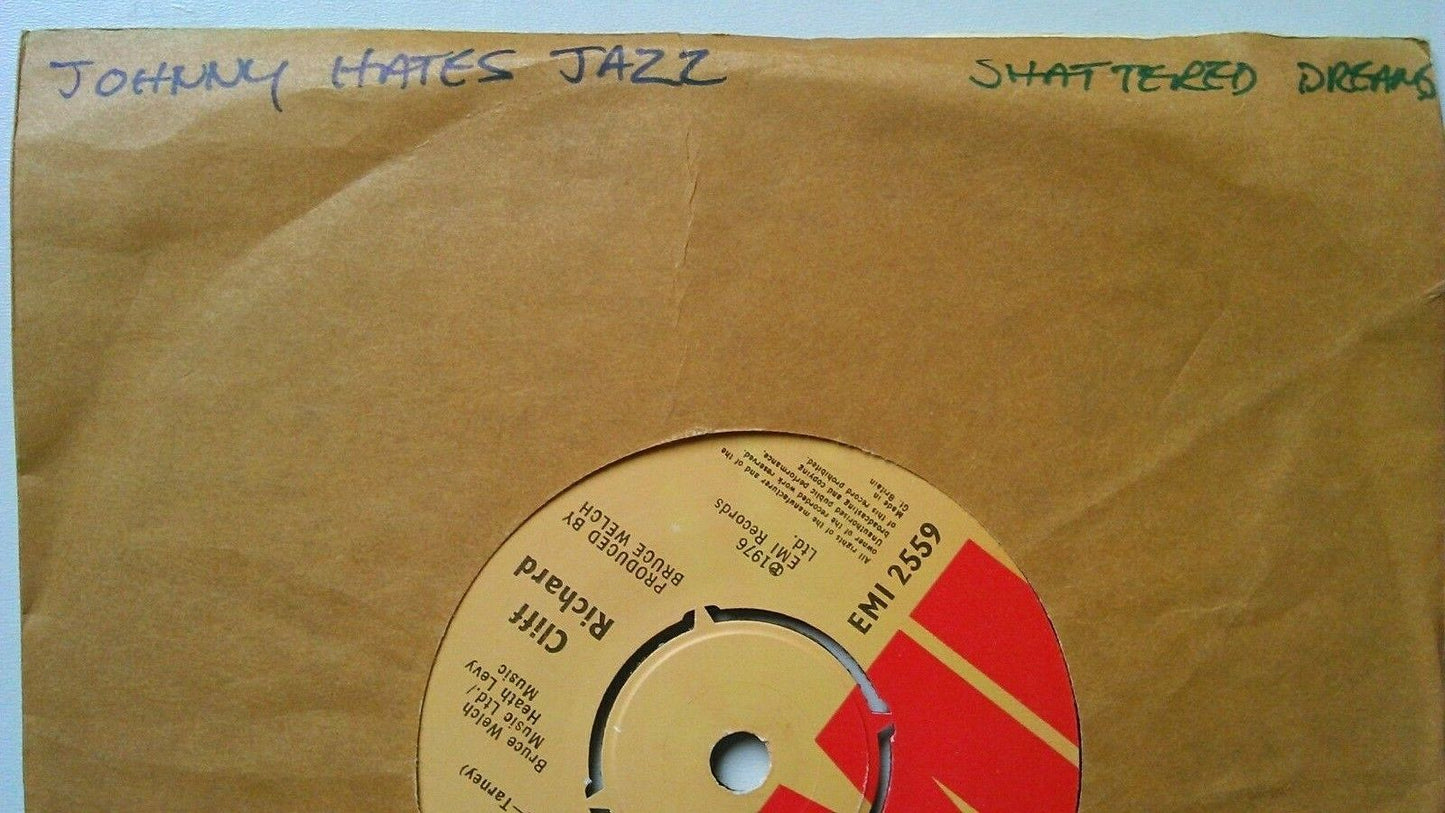 JOHNNY HATES JAZZ
SHATTERED DREAMS
EMI 2559
All rights of the manufacturer and of the
owner of the recorded work reserved.
Unauthorised public performance,
broadcasting and copying
of this record prohibited.
Made in
Gt. Britain
℗1976
EMI Records
Ltd.
PRODUCED BY
BRUCE WELCH
Cliff
Richard
Bruce Welch
Music Ltd./
Heath Levy
Music
–Tarney)